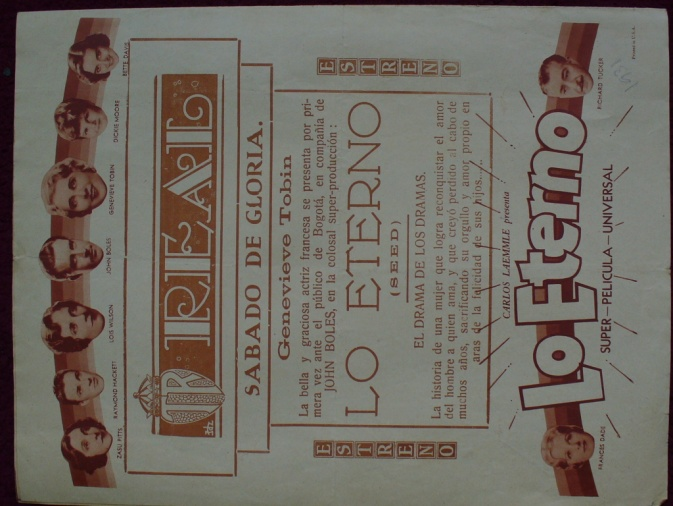 ZASU PITTS
RAYMOND HACKETT
LOIS WILSON
JOHN BOLES
GENEVIEVE TOBIN
DICKIE MOORE
BETTE DAVIS
REAL
SABADO DE GLORIA.
Genevieve Tobin
La bella y graciosa actriz francesa se presenta por pri-
mera vez ante el público de Bogotá, en compañía de
JOHN BOLES, en la colosal super-producción:
ESTRENO
ESTRENO
LO ETERNO
(SEED)
EL DRAMA DE LOS DRAMAS.
La historia de una mujer que logra reconquistar el amor
del hombre a quien ama, y que creyó perdido al cabo de
muchos años, sacrificando su orgullo y amor propio en
aras de la felicidad de sus hijos......
CARLOS LAEMMLE presenta
Lo Eterno
FRANCES DADE
RICHARD TUCKER
SUPER-PELICULA-UNIVERSAL
1931
Printed in U.S.A.